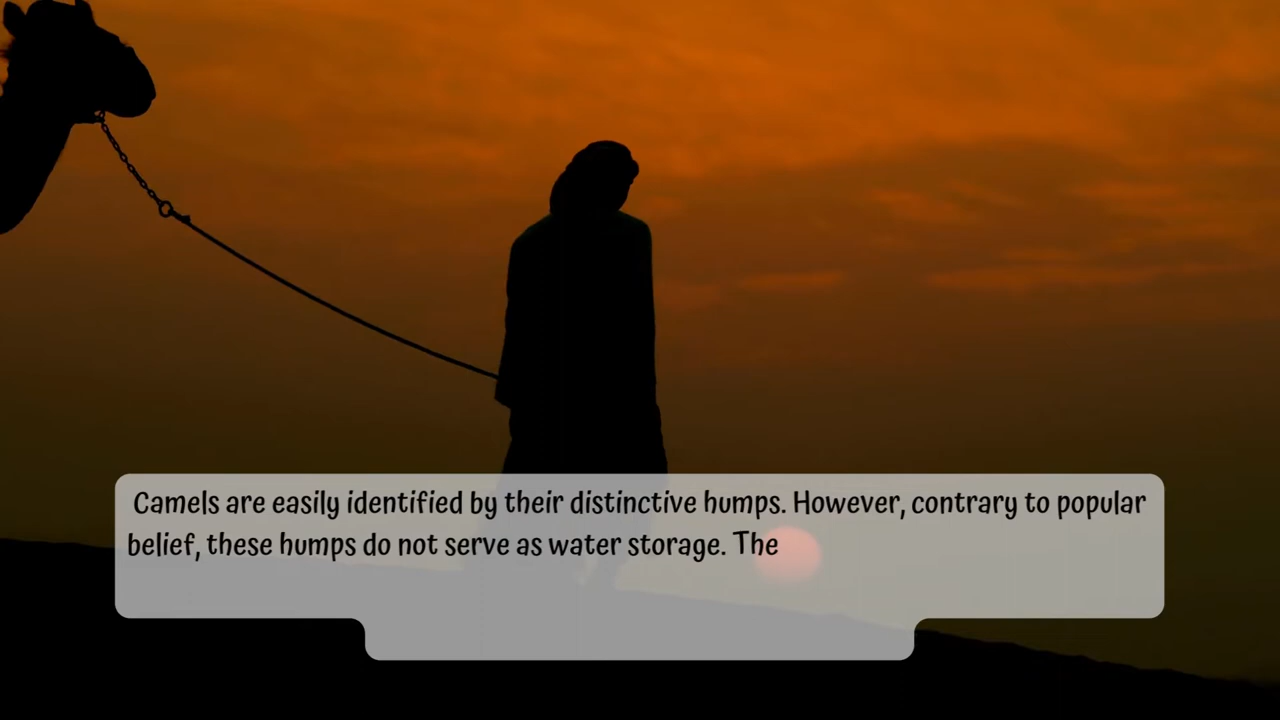 Camels are easily identified by their distinctive humps. However, contrary to popular
belief, these humps do not serve as water storage. The